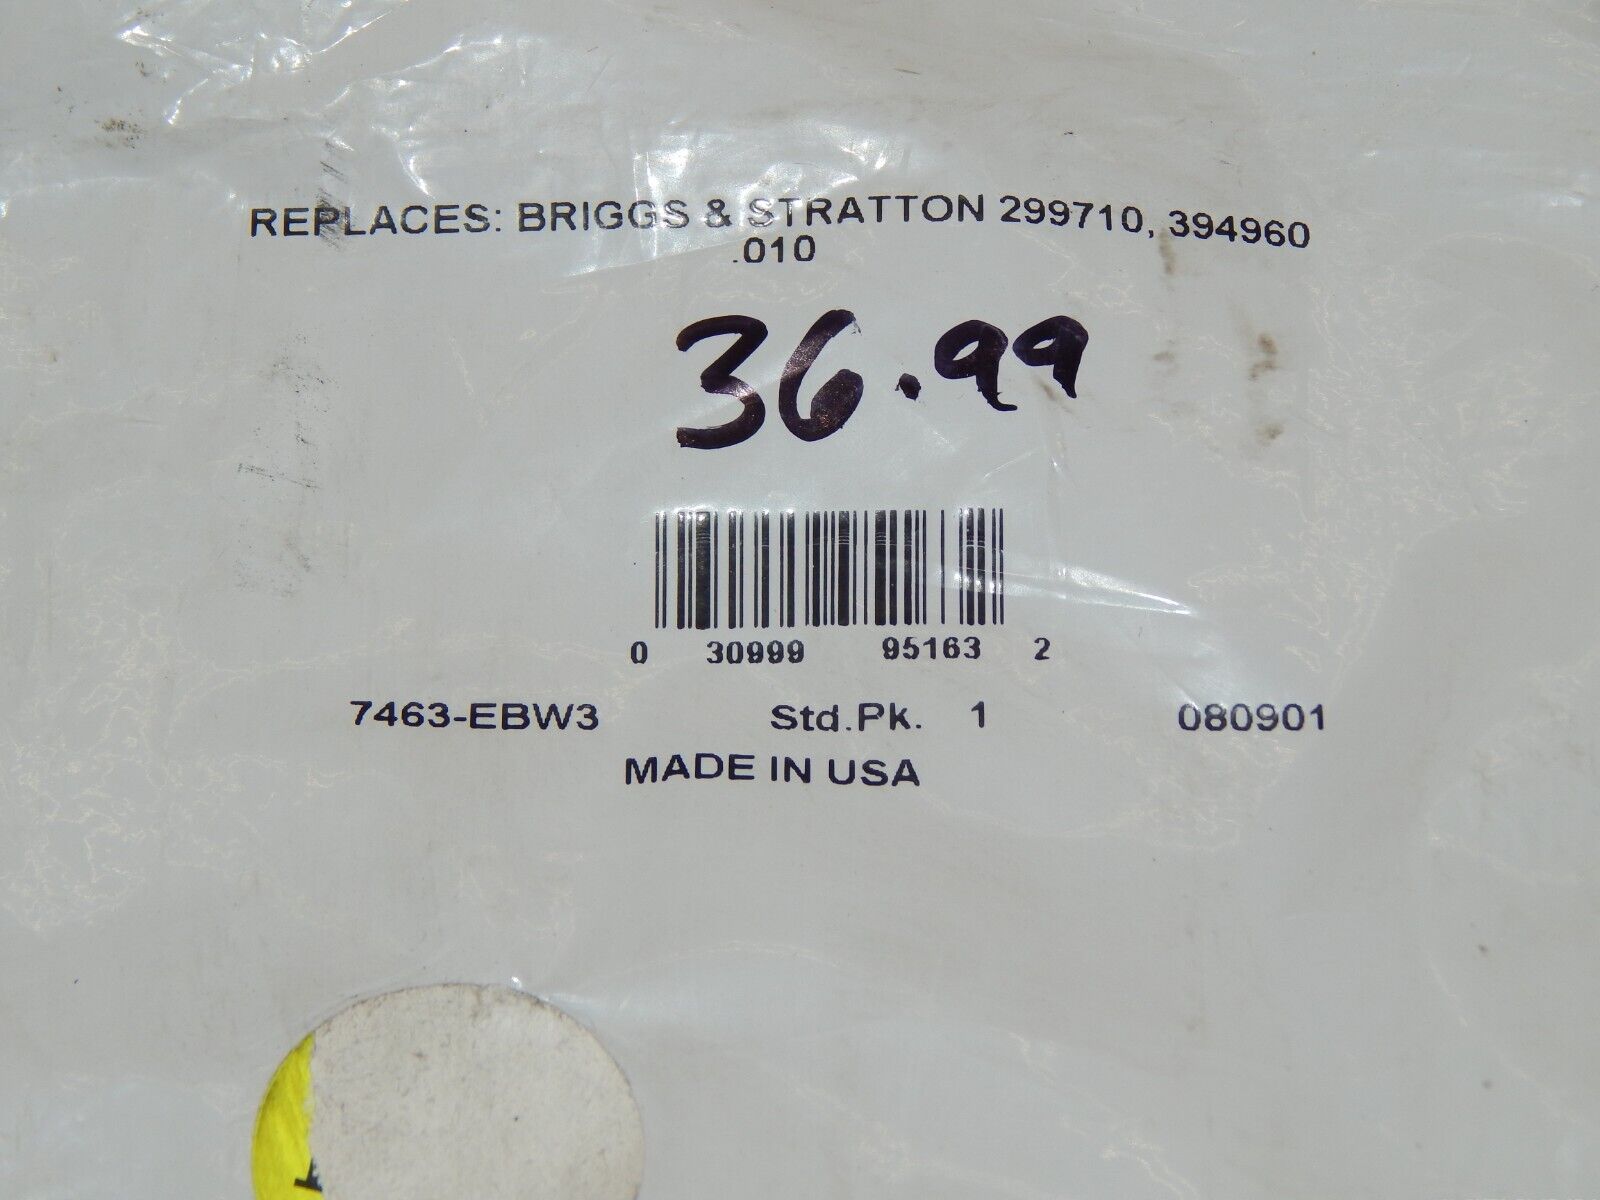 REPLACES: BRIGGS & STRATTON 299710, 394960
.010
36.99
0 30999 95163 2
7463-EBW3 Std.Pk. 1 080901
MADE IN USA